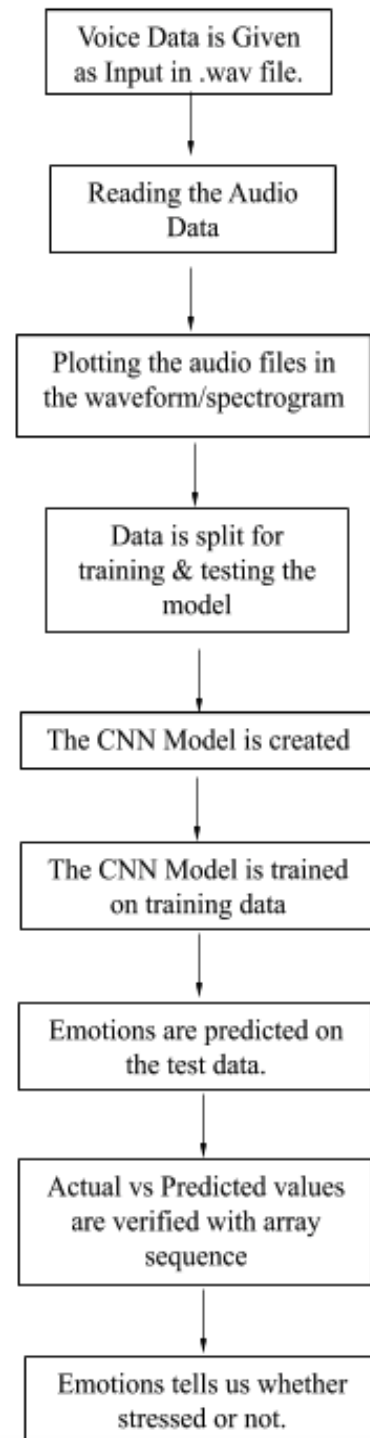 Voice Data is Given
as Input in .wav file.
Reading the Audio
Data
Plotting the audio files in
the waveform/spectrogram
Data is split for
training & testing the
model
The CNN Model is created
The CNN Model is trained
on training data
Emotions are predicted on
the test data.
Actual vs Predicted values
are verified with array
sequence
Emotions tells us whether
stressed or not.